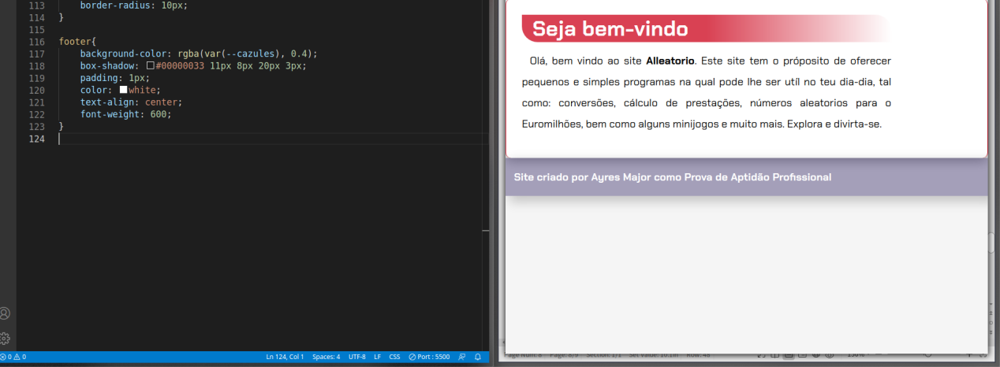 113 border-radius: 10px;
114 }
115
116 footer{
117 background-color: rgba(var(--cazules), 0.4);
118 box-shadow: #00000033 11px 8px 20px 3px;
119 padding: 1px;
120 color: white;
121 text-align: center;
122 font-weight: 600;
123 }
124
0 0
Ln 124, Col 1 Spaces: 4 UTF-8 LF CSS Port : 5500
Seja bem-vindo
Olá, bem vindo ao site Alleatorio. Este site tem o próposito de oferecer
pequenos e simples programas na qual pode lhe ser utíl no teu dia-dia, tal
como: conversões, cálculo de prestações, números aleatorios para o
Euromilhões, bem como alguns minijogos e muito mais. Explora e divirta-se.
Site criado por Ayres Major como Prova de Aptidão Profissional